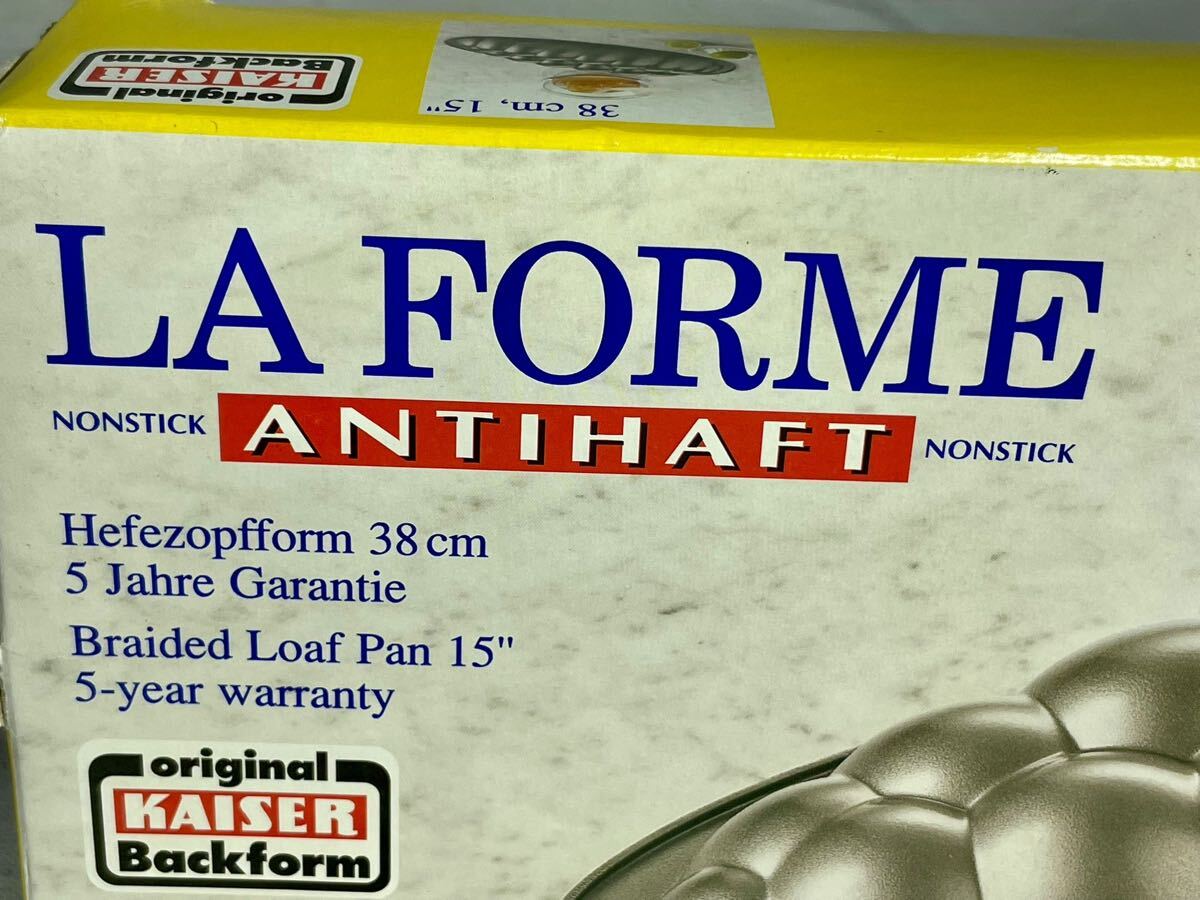 original
KAISER
Backform
38 cm, 15"
LA FORME
NONSTICK ANTIHAFT NONSTICK
Hefezopfform 38 cm
5 Jahre Garantie
Braided Loaf Pan 15"
5-year warranty
original
KAISER
Backform